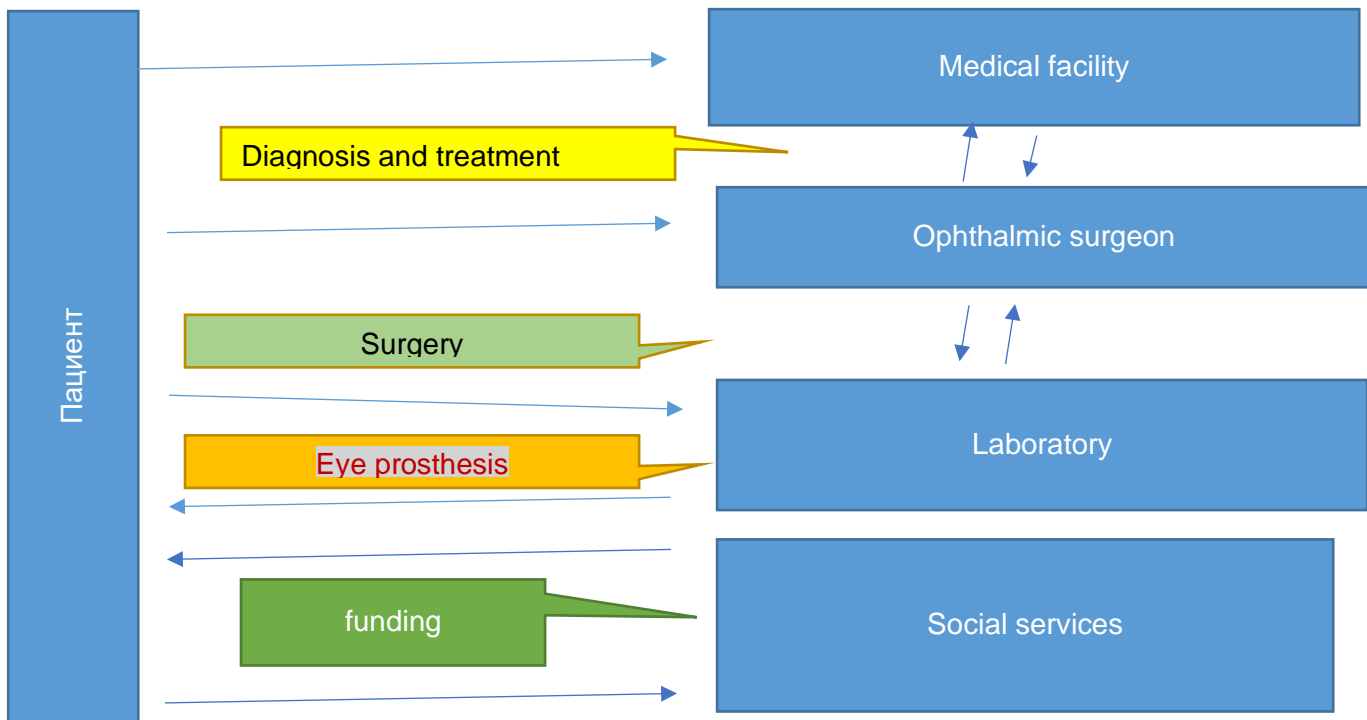 Пациент
Medical facility
Diagnosis and treatment
Ophthalmic surgeon
Surgery
Laboratory
Eye prosthesis
funding
Social services